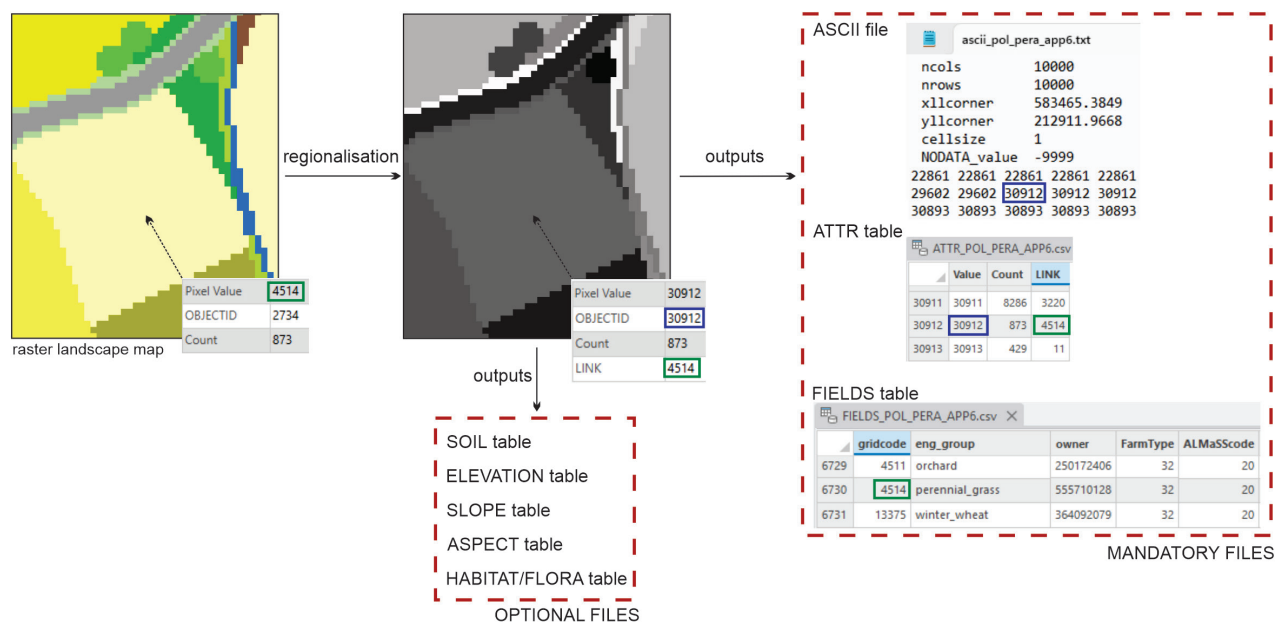 regionalisation
outputs
Pixel Value 4514
OBJECTID 2734
Count 873
raster landscape map
Pixel Value 30912
OBJECTID 30912
Count 873
LINK 4514
outputs
SOIL table
ELEVATION table
SLOPE table
ASPECT table
HABITAT/FLORA table
OPTIONAL FILES
ASCII file
ascii_pol_pera_app6.txt
ncols 10000
nrows 10000
xllcorner 583465.3849
yllcorner 212911.9668
cellsize 1
NODATA_value -9999
22861 22861 22861 22861 22861
29602 29602 30912 30912 30912
30893 30893 30893 30893 30893
ATTR table
ATTR_POL_PERA_APP6.csv
Value Count LINK
30911 30911 8286 3220
30912 30912 873 4514
30913 30913 429 11
FIELDS table
FIELDS_POL_PERA_APP6.csv
gridcode eng_group owner FarmType ALMaSScode
6729 4511 orchard 250172406 32 20
6730 4514 perennial_grass 555710128 32 20
6731 13375 winter_wheat 364092079 32 20
MANDATORY FILES